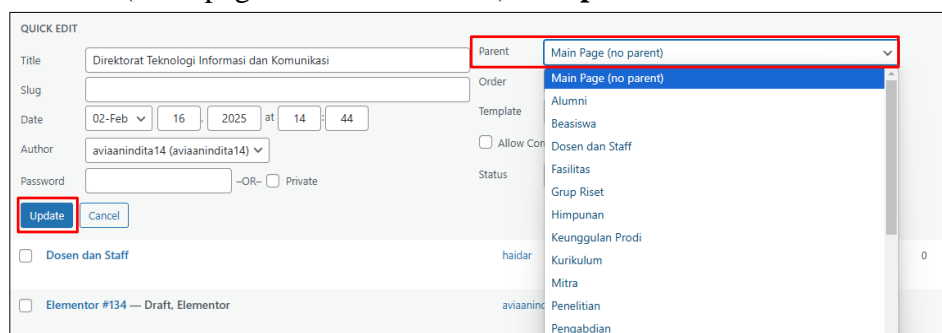 QUICK EDIT
Title Direktorat Teknologi Informasi dan Komunikasi
Slug
Date 02-Feb 16 , 2025 at 14 : 44
Author aviaanindita14 (aviaanindita14)
Password –OR– Private
Update Cancel
Parent Main Page (no parent)
Order
Template
Allow Con
Status
Main Page (no parent)
Alumni
Beasiswa
Dosen dan Staff
Fasilitas
Grup Riset
Himpunan
Keunggulan Prodi
Kurikulum
Mitra
Penelitian
Pengabdian
Dosen dan Staff haidar 0
Elementor #134 — Draft, Elementor aviaanind